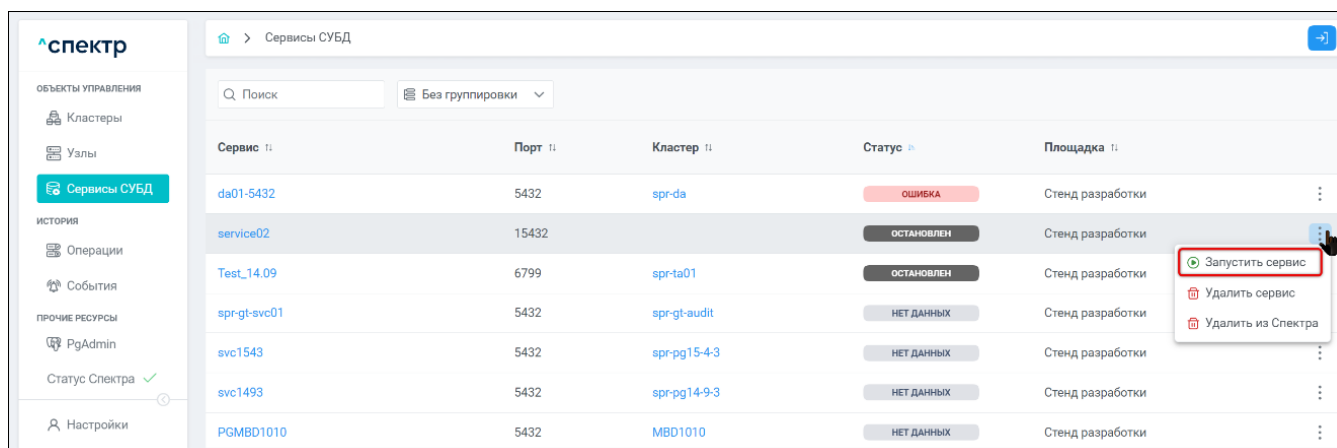 ^спектр
ОБЪЕКТЫ УПРАВЛЕНИЯ
Кластеры
Узлы
Сервисы СУБД
ИСТОРИЯ
Операции
События
ПРОЧИЕ РЕСУРСЫ
PgAdmin
Статус Спектра
Настройки
> Сервисы СУБД
Поиск Без группировки
Сервис Порт Кластер Статус Площадка
da01-5432 5432 spr-da ОШИБКА Стенд разработки
service02 15432 ОСТАНОВЛЕН Стенд разработки
Test_14.09 6799 spr-ta01 ОСТАНОВЛЕН Стенд разработки
spr-gt-svc01 5432 spr-gt-audit НЕТ ДАННЫХ Стенд разработки
svc1543 5432 spr-pg15-4-3 НЕТ ДАННЫХ Стенд разработки
svc1493 5432 spr-pg14-9-3 НЕТ ДАННЫХ Стенд разработки
PGMBD1010 5432 MBD1010 НЕТ ДАННЫХ Стенд разработки
Запустить сервис
Удалить сервис
Удалить из Спектра